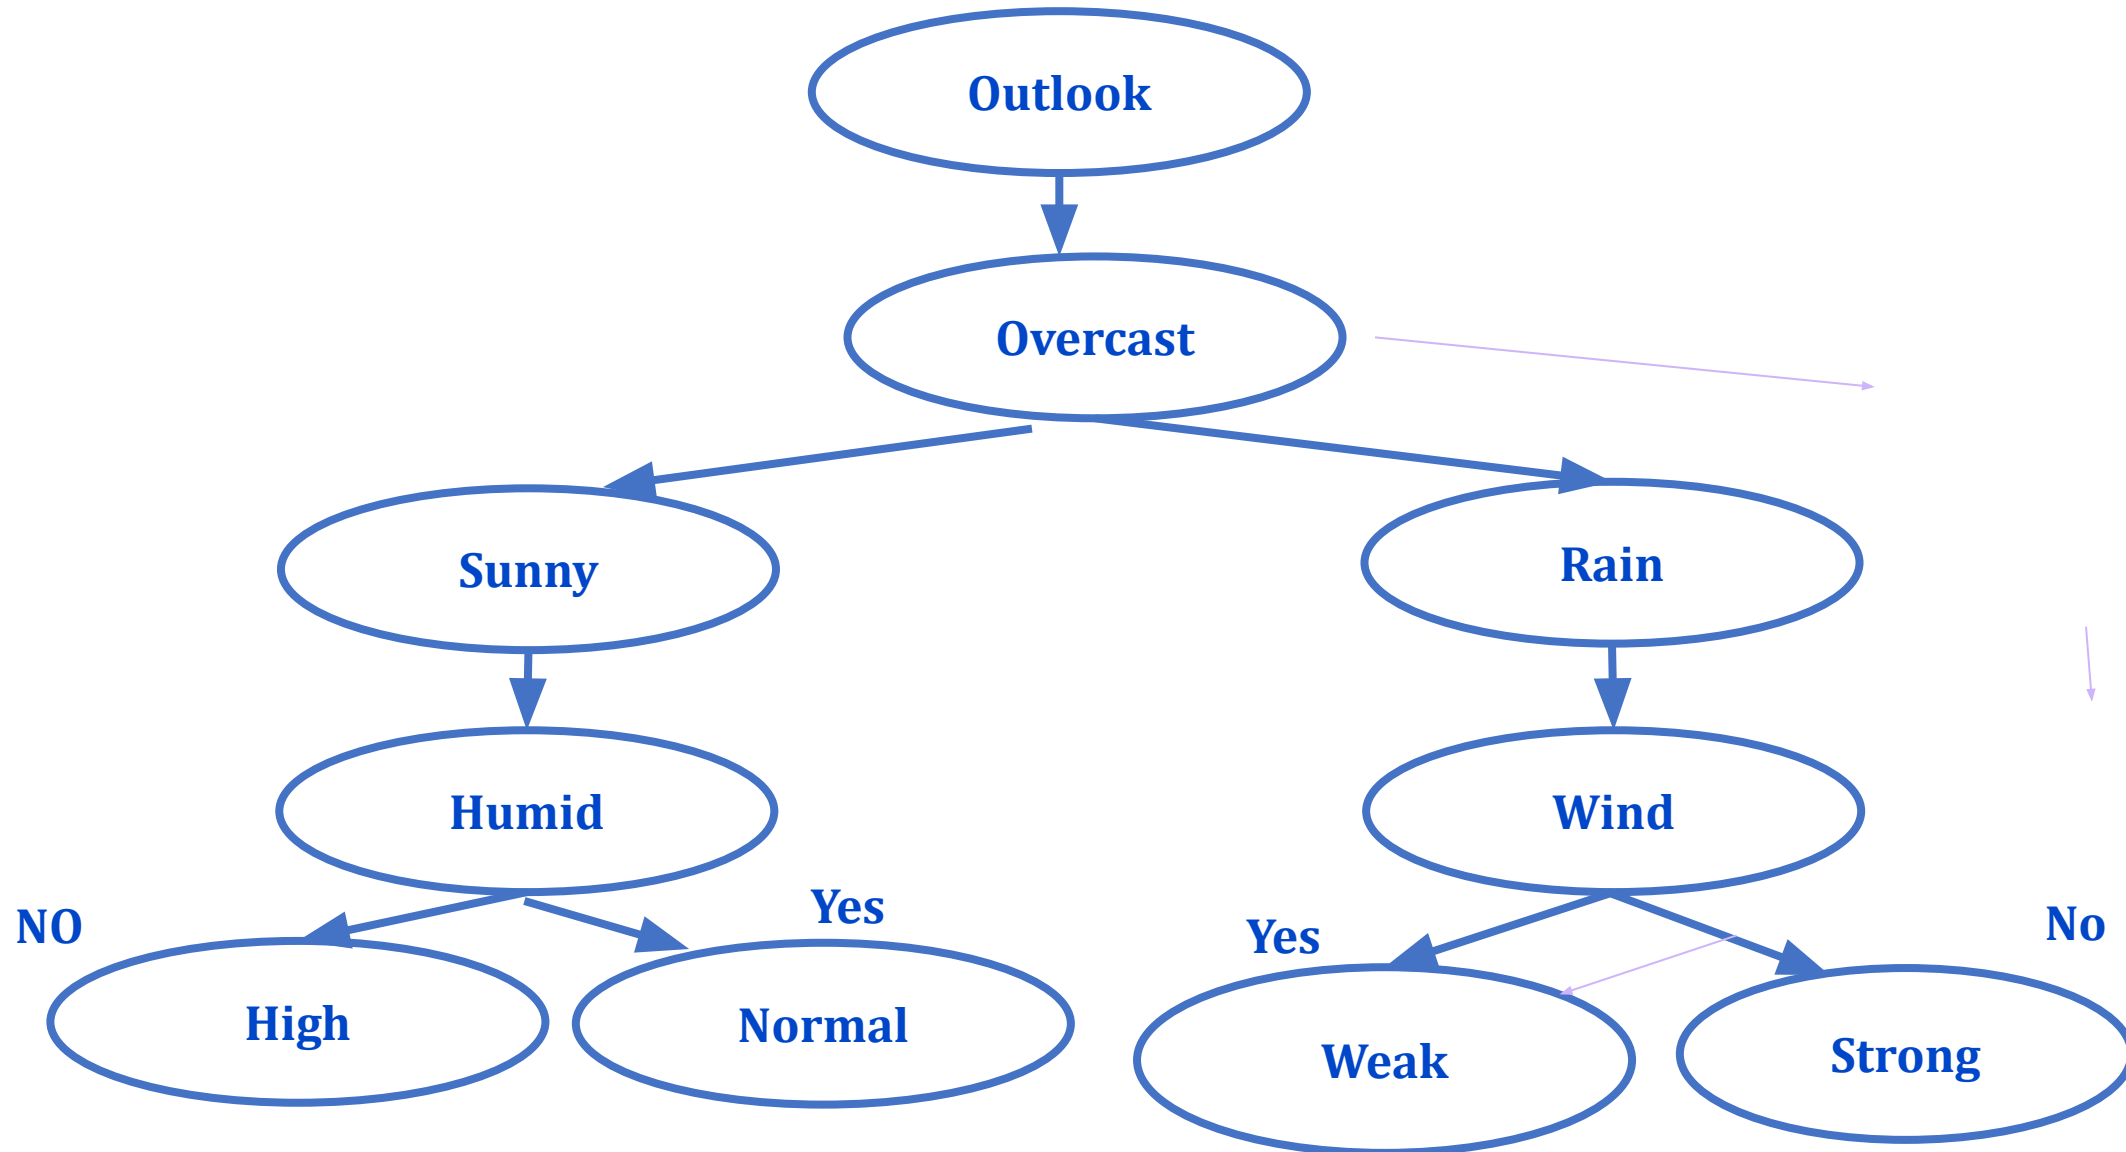 Outlook
Overcast
Sunny
Rain
Humid
Wind
NO
Yes
Yes
No
High
Normal
Weak
Strong